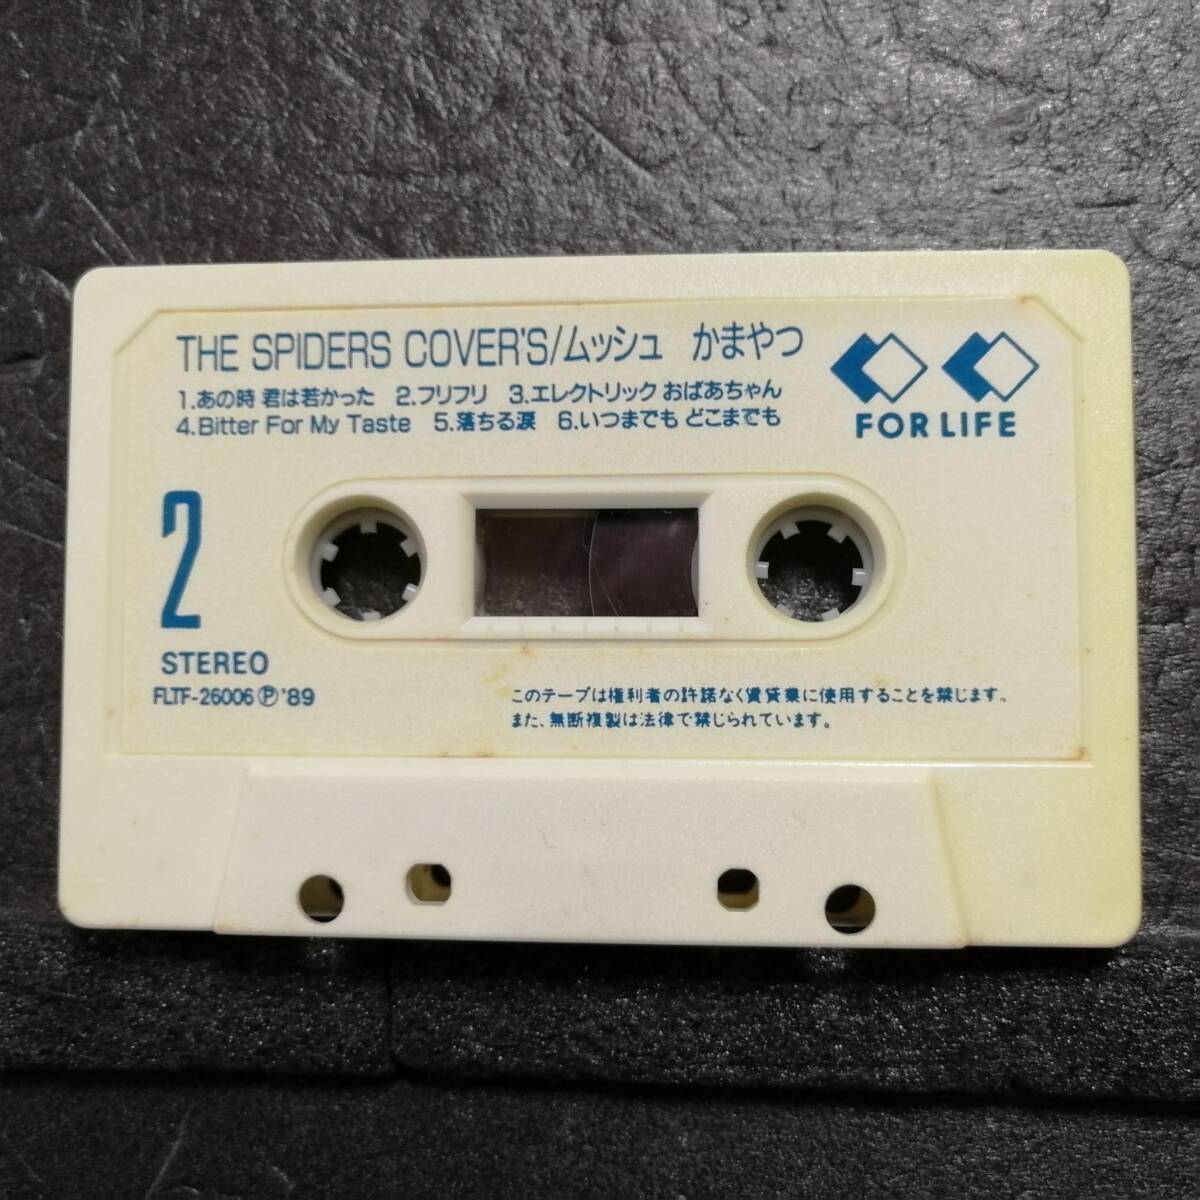 THE SPIDERS COVER'S/ムッシュ かまやつ
1.あの時 君は若かった 2.フリフリ 3.エレクトリック おばあちゃん
4.Bitter For My Taste 5.落ちる涙 6.いつまでも どこまでも
FOR LIFE
2
STEREO
FLTF-26006 Ⓟ'89
このテープは権利者の許諾なく賃貸業に使用することを禁じます。
また、無断複製は法律で禁じられています。